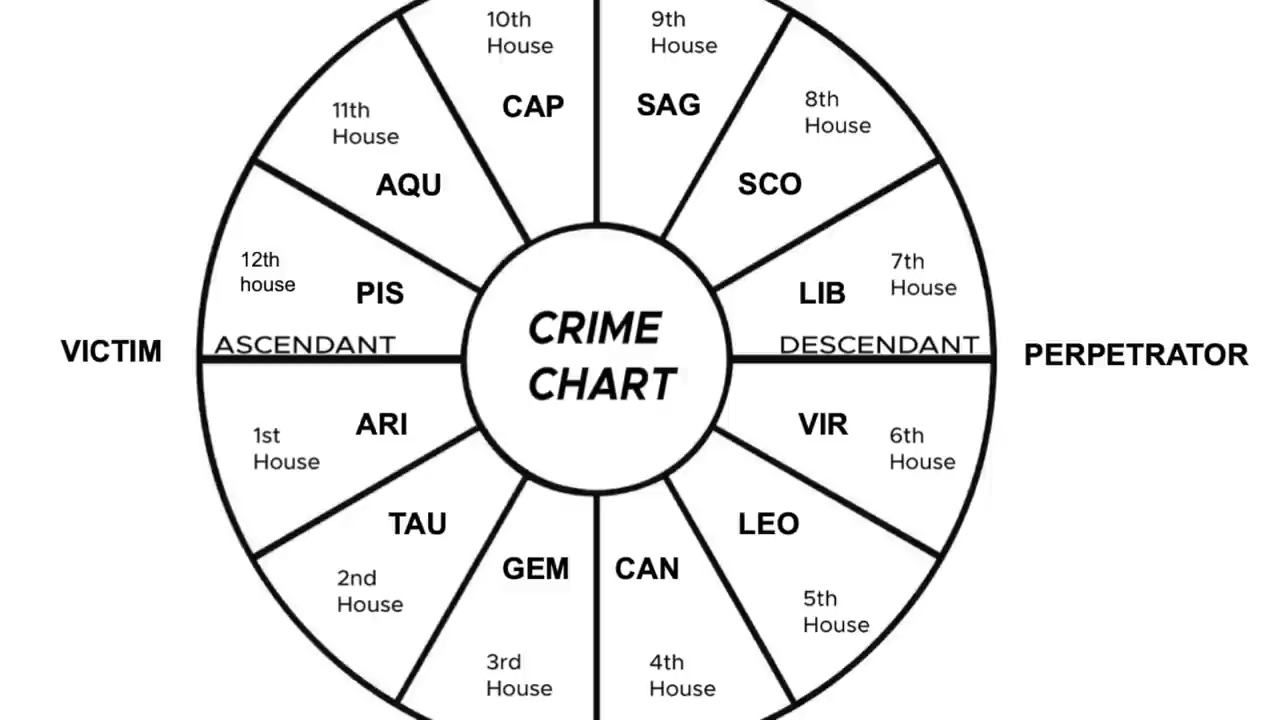 10th
House
CAP
9th
House
SAG
8th
House
SCO
11th
House
AQU
12th
house
PIS
7th
House
LIB
VICTIM
ASCENDANT
CRIME
CHART
DESCENDANT
PERPETRATOR
1st
House
ARI
VIR
6th
House
TAU
2nd
House
GEM
3rd
House
CAN
4th
House
LEO
5th
House